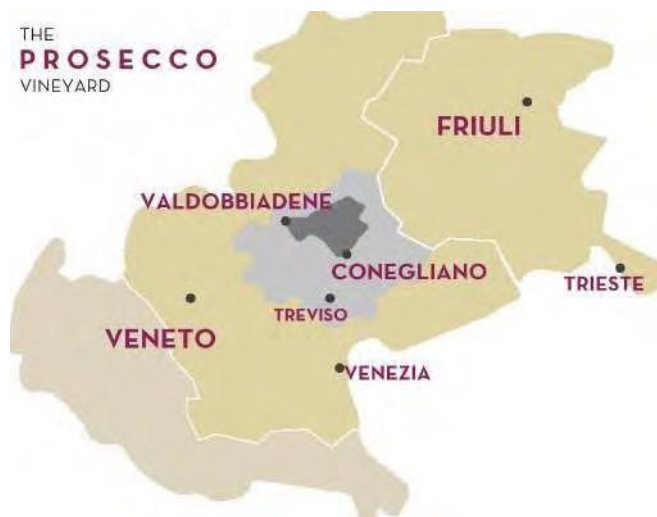 THE
PROSECCO
VINEYARD
FRIULI
VALDOBBIADENE
CONEGLIANO
TRIESTE
TREVISO
VENETO
VENEZIA